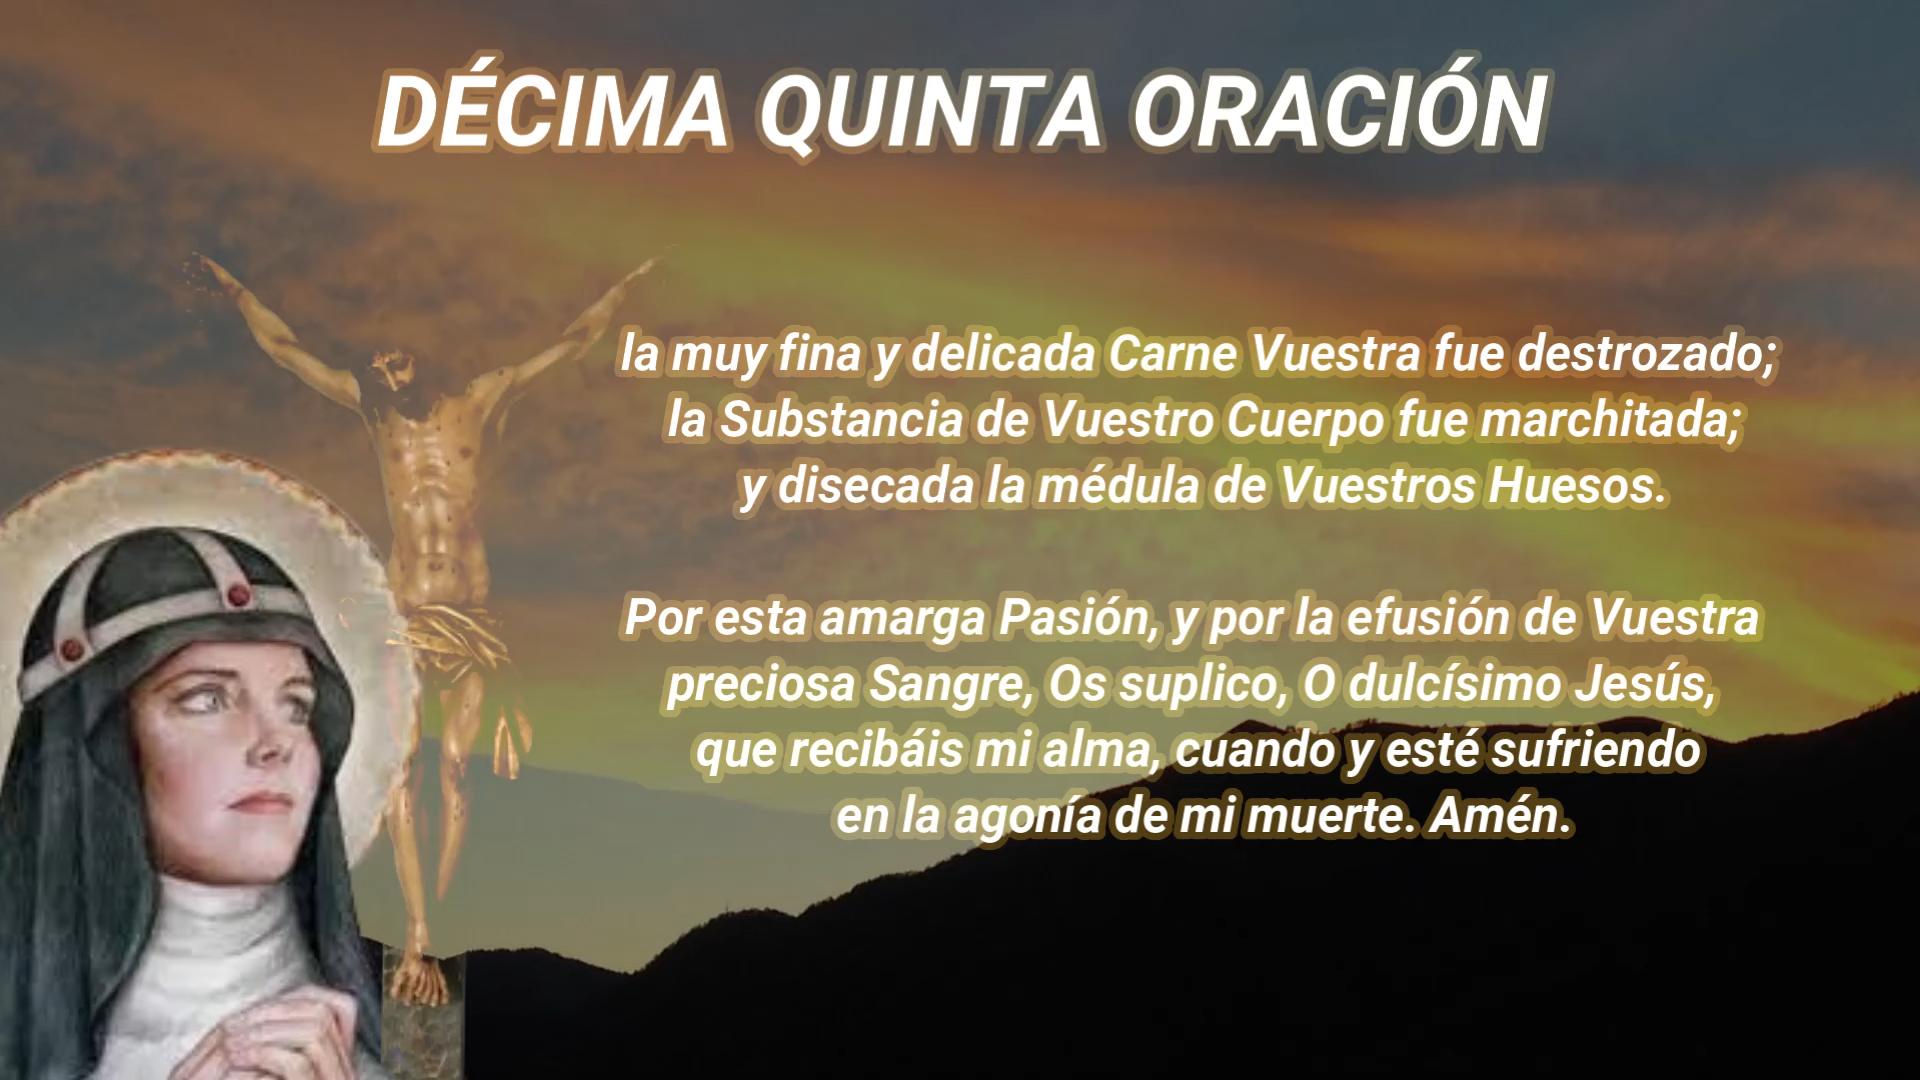 DÉCIMA QUINTA ORACIÓN
la muy fina y delicada Carne Vuestra fue destrozado;
la Substancia de Vuestro Cuerpo fue marchitada;
y disecada la médula de Vuestros Huesos.
Por esta amarga Pasión, y por la efusión de Vuestra
preciosa Sangre, Os suplico, O dulcísimo Jesús,
que recibáis mi alma, cuando y esté sufriendo
en la agonía de mi muerte. Amén.